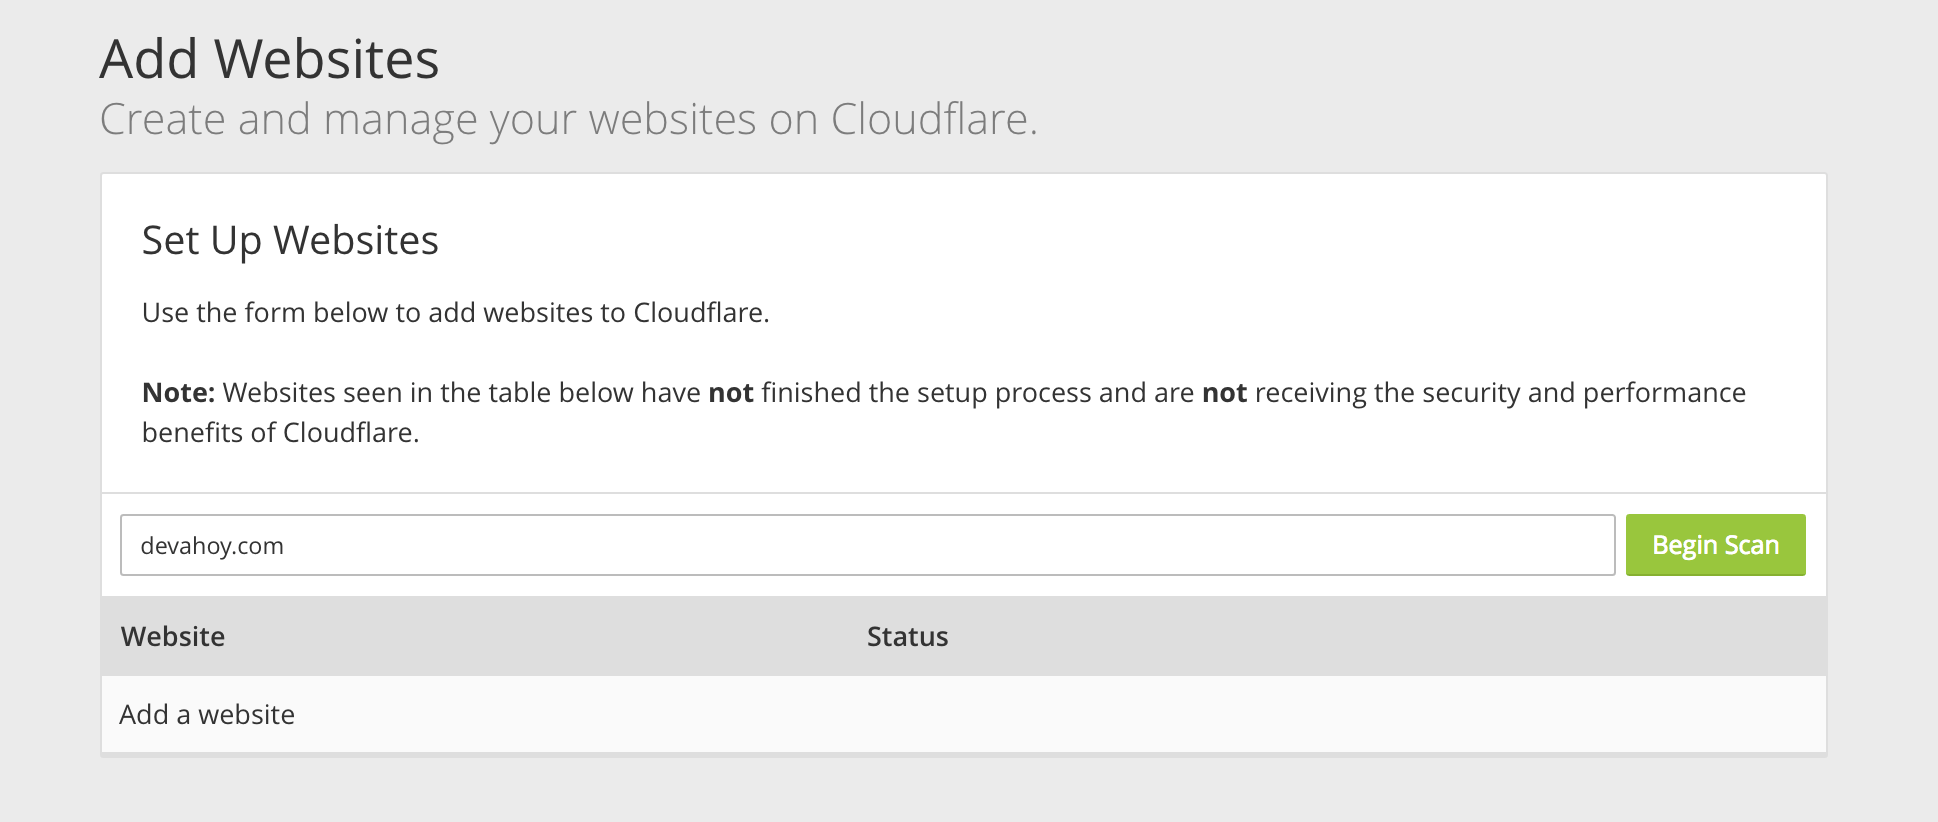 Add Websites
Create and manage your websites on Cloudflare.
Set Up Websites
Use the form below to add websites to Cloudflare.
Note: Websites seen in the table below have not finished the setup process and are not receiving the security and performance
benefits of Cloudflare.
devahoy.com
Begin Scan
Website Status
Add a website